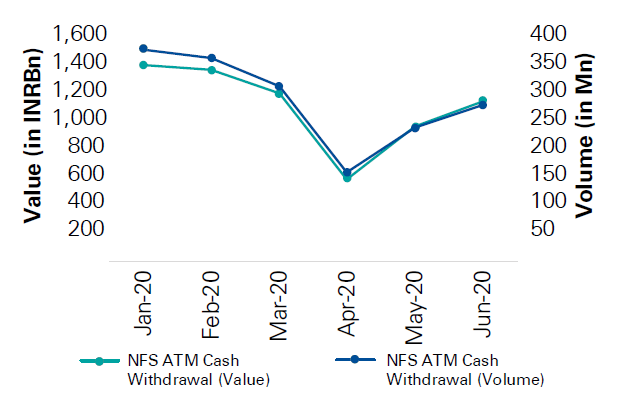 Value (in INRBn)
1,600
1,400
1,200
1,000
800
600
400
200
400
350
300
250
200
150
100
50
Volume (in Mn)
Jan-20
Feb-20
Mar-20
Apr-20
May-20
Jun-20
NFS ATM Cash
Withdrawal (Value)
NFS ATM Cash
Withdrawal (Volume)